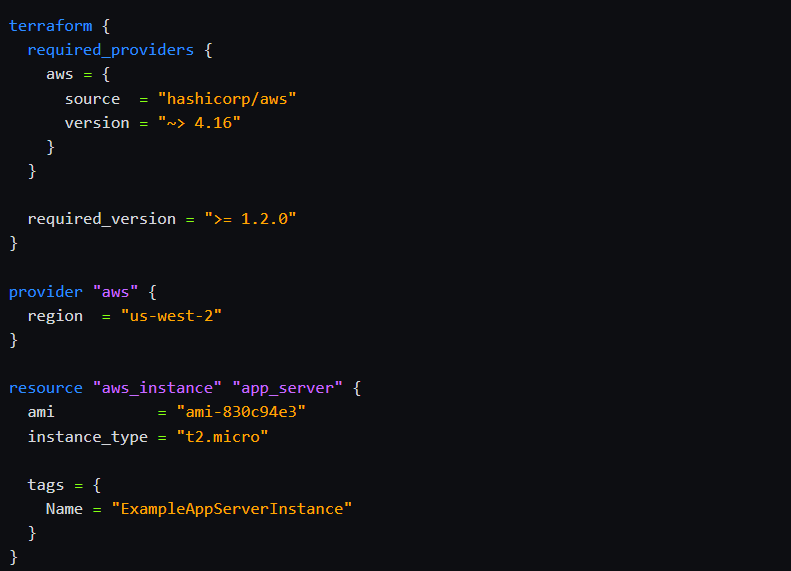 terraform {
  required_providers {
    aws = {
      source  = "hashicorp/aws"
      version = "~> 4.16"
    }
  }

  required_version = ">= 1.2.0"
}

provider "aws" {
  region  = "us-west-2"
}

resource "aws_instance" "app_server" {
  ami           = "ami-830c94e3"
  instance_type = "t2.micro"

  tags = {
    Name = "ExampleAppServerInstance"
  }
}